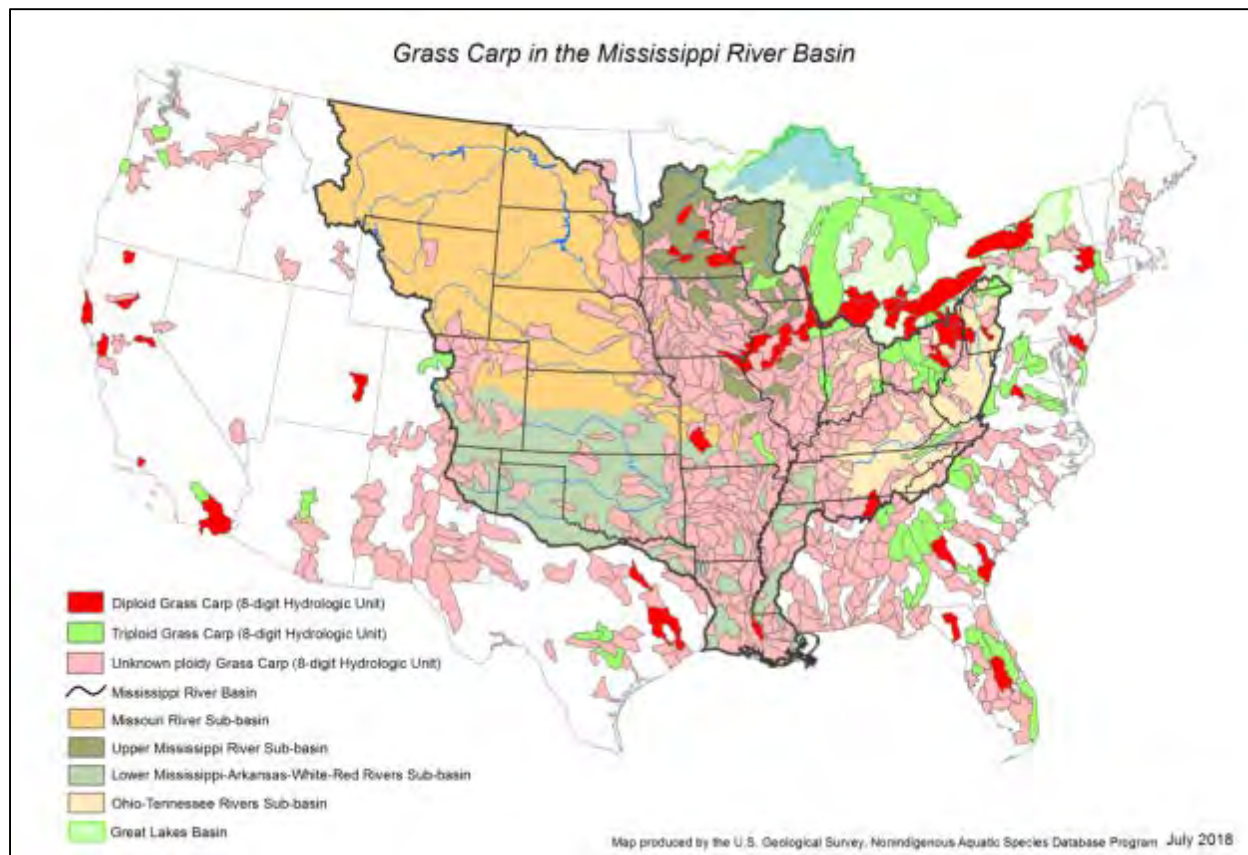 Grass Carp in the Mississippi River Basin
Diploid Grass Carp (8-digit Hydrologic Unit)
Triploid Grass Carp (8-digit Hydrologic Unit)
Unknown ploidy Grass Carp (8-digit Hydrologic Unit)
Mississippi River Basin
Missouri River Sub-basin
Upper Mississippi River Sub-basin
Lower Mississippi-Arkansas-White-Red Rivers Sub-basin
Ohio-Tennessee Rivers Sub-basin
Great Lakes Basin
Map produced by the U.S. Geological Survey, Nonindigenous Aquatic Species Database Program July 2018